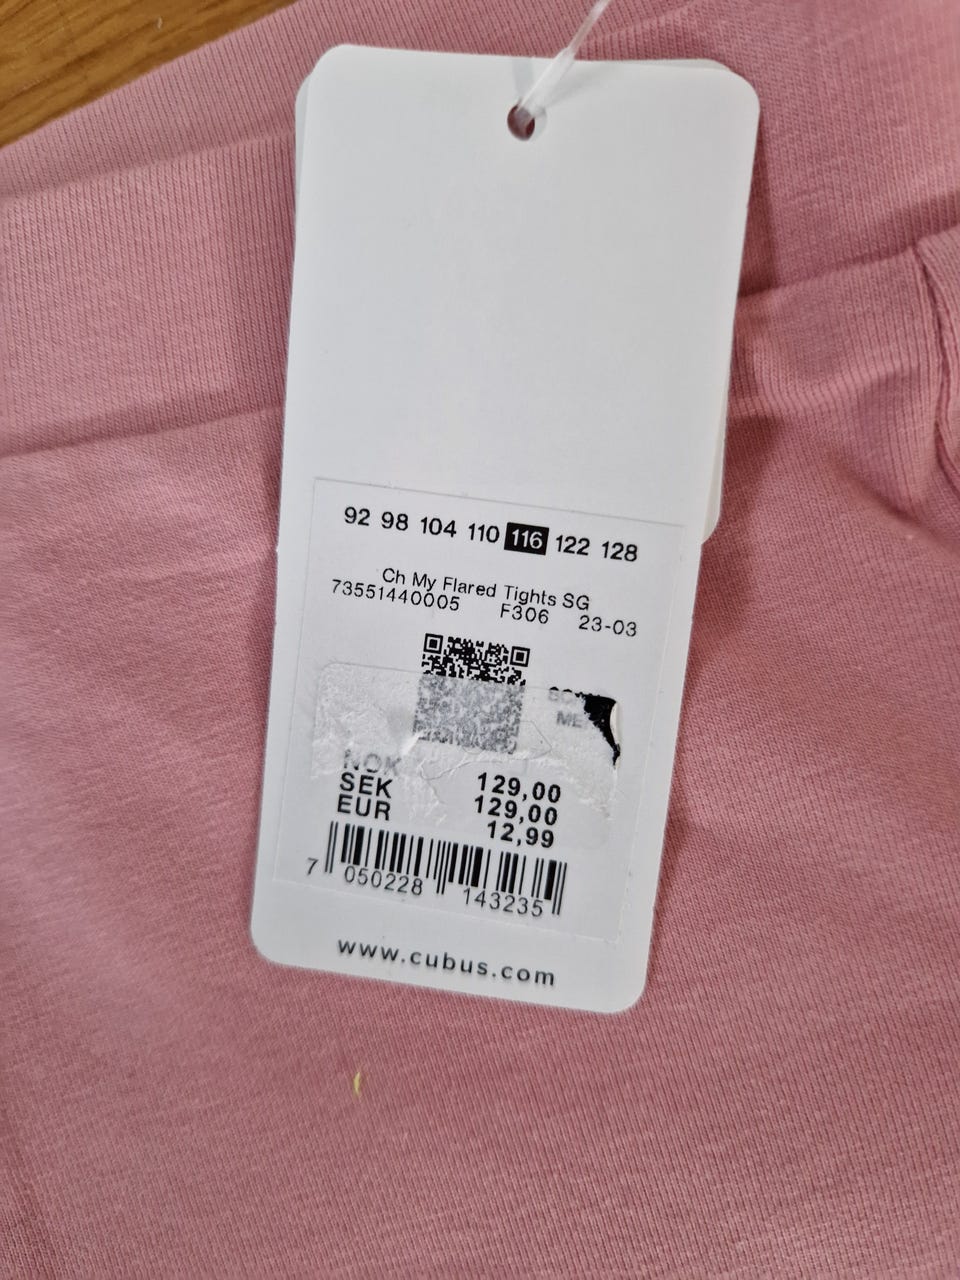 92 98 104 110 116 122 128
Ch My Flared Tights SG
73551440005 F306 23-03
ME
NOK 129,00
SEK 129,00
EUR 12,99
7 050228 143235
www.cubus.com